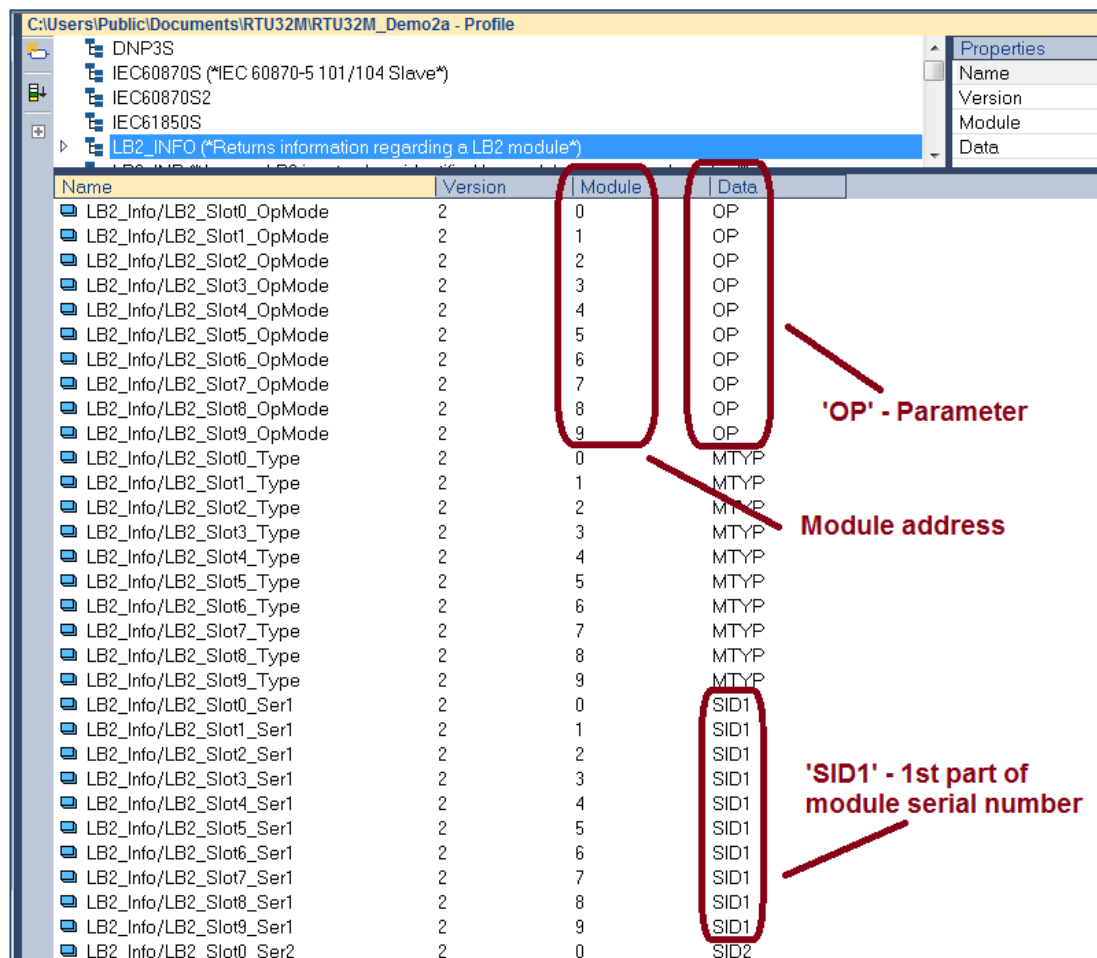 C:\Users\Public\Documents\RTU32M\RTU32M_Demo2a - Profile
DNP3S
IEC60870S (*IEC 60870-5 101/104 Slave*)
IEC60870S2
IEC61850S
LB2_INFO (*Returns information regarding a LB2 module*)
Properties
Name
Version
Module
Data
Name Version Module Data
LB2_Info/LB2_Slot0_OpMode 2 0 OP
LB2_Info/LB2_Slot1_OpMode 2 1 OP
LB2_Info/LB2_Slot2_OpMode 2 2 OP
LB2_Info/LB2_Slot3_OpMode 2 3 OP
LB2_Info/LB2_Slot4_OpMode 2 4 OP
LB2_Info/LB2_Slot5_OpMode 2 5 OP
LB2_Info/LB2_Slot6_OpMode 2 6 OP
LB2_Info/LB2_Slot7_OpMode 2 7 OP
LB2_Info/LB2_Slot8_OpMode 2 8 OP
LB2_Info/LB2_Slot9_OpMode 2 9 OP
LB2_Info/LB2_Slot0_Type 2 0 MTYP
LB2_Info/LB2_Slot1_Type 2 1 MTYP
LB2_Info/LB2_Slot2_Type 2 2 MTYP
LB2_Info/LB2_Slot3_Type 2 3 MTYP
LB2_Info/LB2_Slot4_Type 2 4 MTYP
LB2_Info/LB2_Slot5_Type 2 5 MTYP
LB2_Info/LB2_Slot6_Type 2 6 MTYP
LB2_Info/LB2_Slot7_Type 2 7 MTYP
LB2_Info/LB2_Slot8_Type 2 8 MTYP
LB2_Info/LB2_Slot9_Type 2 9 MTYP
LB2_Info/LB2_Slot0_Ser1 2 0 SID1
LB2_Info/LB2_Slot1_Ser1 2 1 SID1
LB2_Info/LB2_Slot2_Ser1 2 2 SID1
LB2_Info/LB2_Slot3_Ser1 2 3 SID1
LB2_Info/LB2_Slot4_Ser1 2 4 SID1
LB2_Info/LB2_Slot5_Ser1 2 5 SID1
LB2_Info/LB2_Slot6_Ser1 2 6 SID1
LB2_Info/LB2_Slot7_Ser1 2 7 SID1
LB2_Info/LB2_Slot8_Ser1 2 8 SID1
LB2_Info/LB2_Slot9_Ser1 2 9 SID1
LB2_Info/LB2_Slot0_Ser2 2 0 SID2
'OP' - Parameter
Module address
'SID1' - 1st part of
module serial number